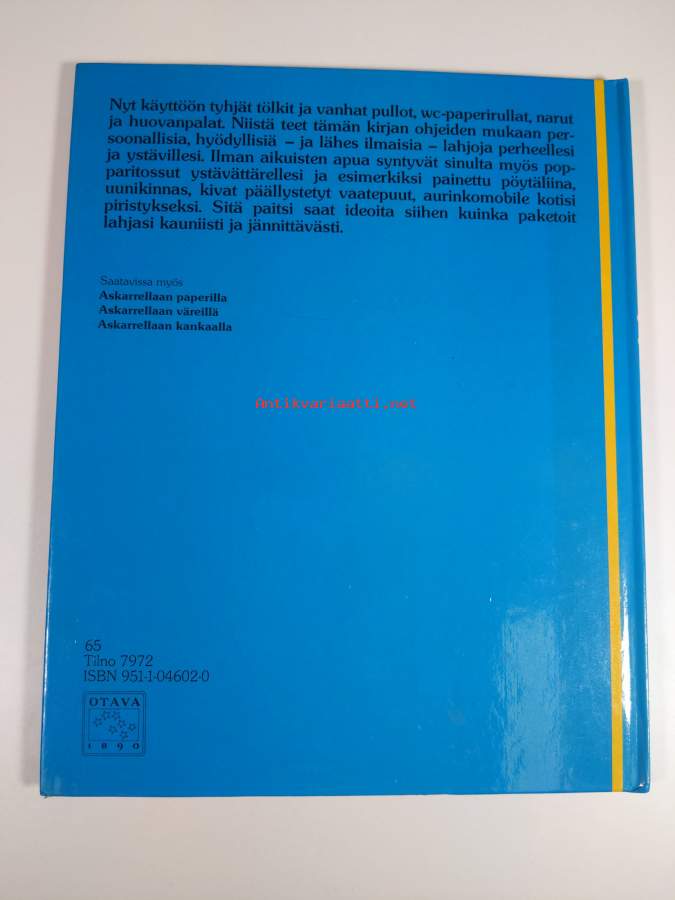 Nyt käyttöön tyhjät tölkit ja vanhat pullot, wc-paperirullat, narut
ja huovanpalat. Niistä teet tämän kirjan ohjeiden mukaan per-
soonallisia, hyödyllisiä – ja lähes ilmaisia – lahjoja perheellesi
ja ystävillesi. Ilman aikuisten apua syntyvät sinulta myös pop-
paritossut ystävättärellesi ja esimerkiksi painettu pöytäliina,
uunikinnas, kivat päällystetyt vaatepuut, aurinkomobile kotisi
piristykseksi. Sitä paitsi saat ideoita siihen kuinka paketoit
lahjasi kauniisti ja jännittävästi.
Saatavissa myös
Askarrellaan paperilla
Askarrellaan väreillä
Askarrellaan kankaalla
Antikvariaatti.net
65
Tilno 7972
ISBN 951-1-04602-0
OTAVA
1890